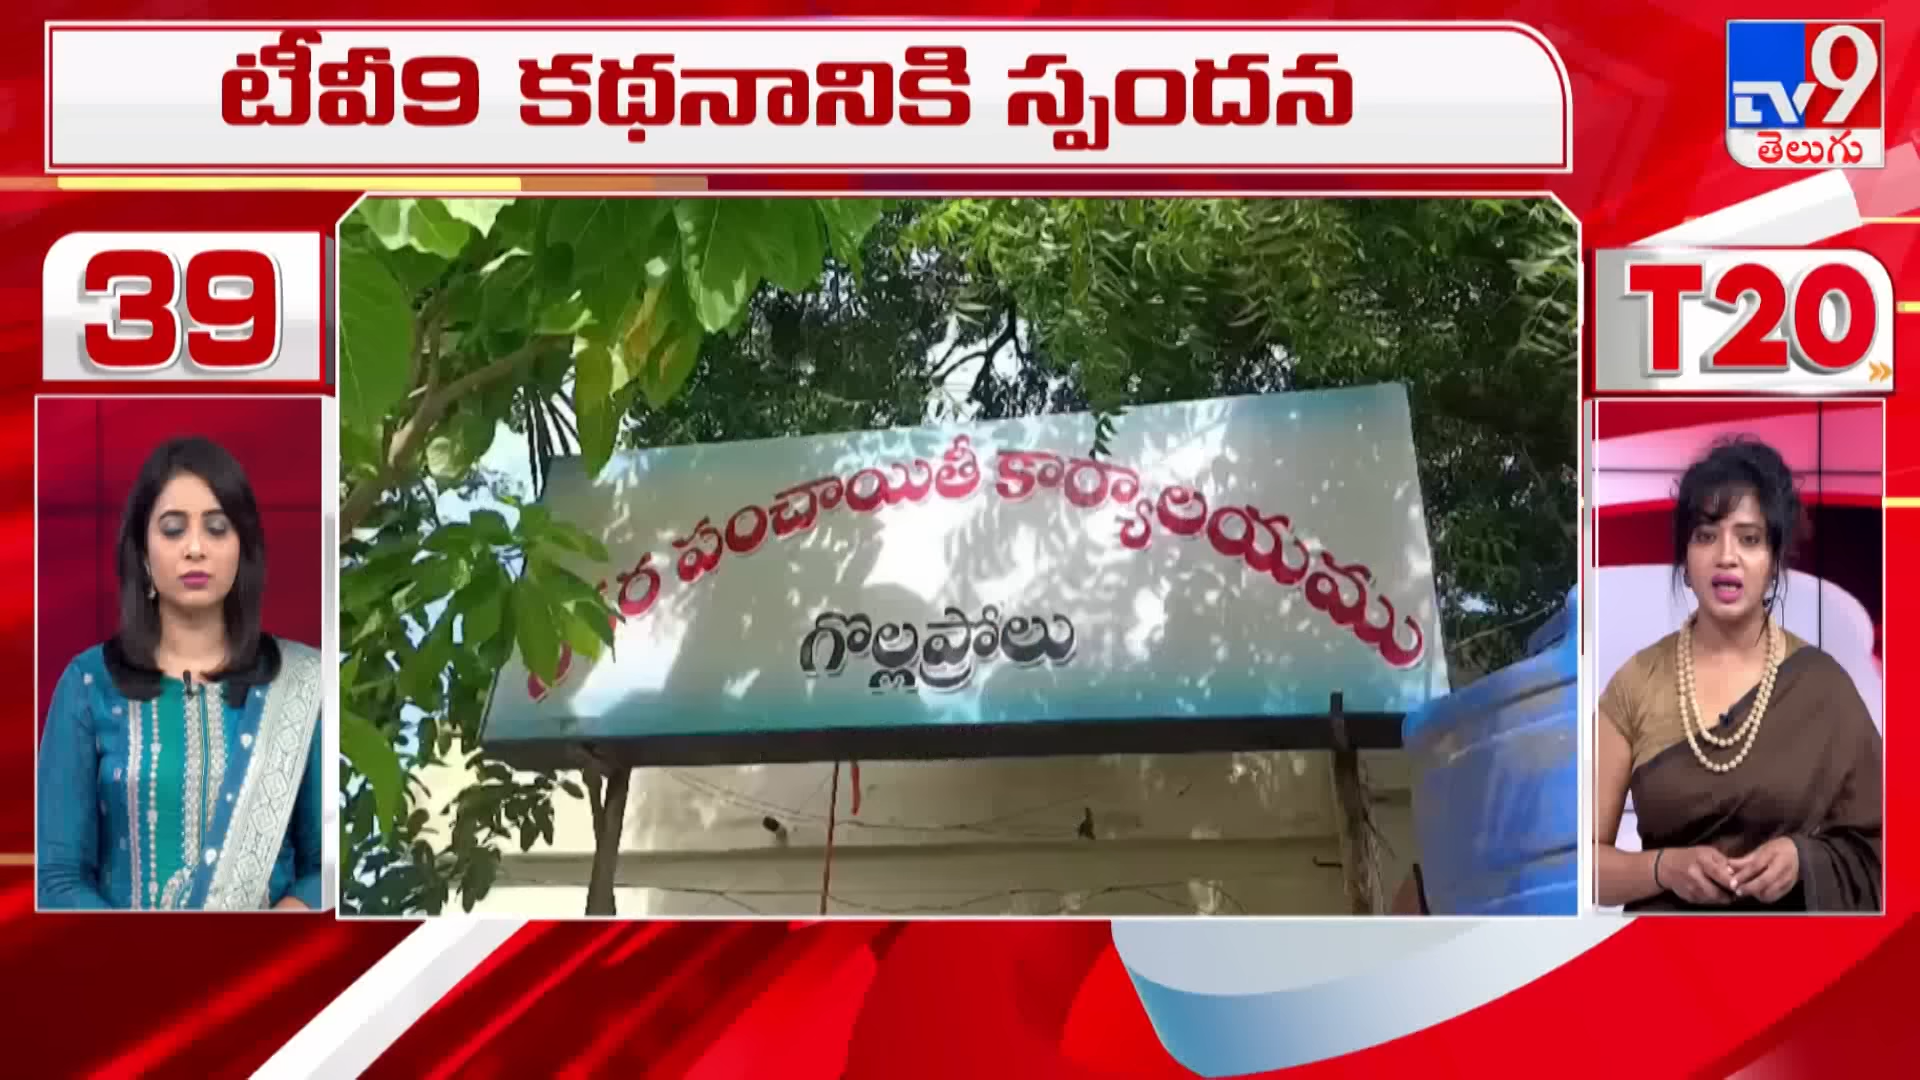 టీవీ9 కథనానికి స్పందన
TV9
తెలుగు
39
T20
పంచాయితీ కార్యాలయము
గొల్లప్రోలు